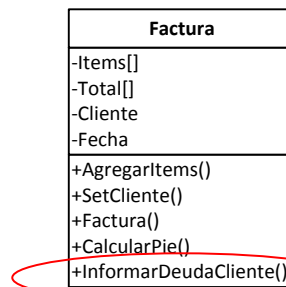 Factura
-Items[]
-Total[]
-Cliente
-Fecha
+AgregarItems()
+SetCliente()
+Factura()
+CalcularPie()
+InformarDeudaCliente()